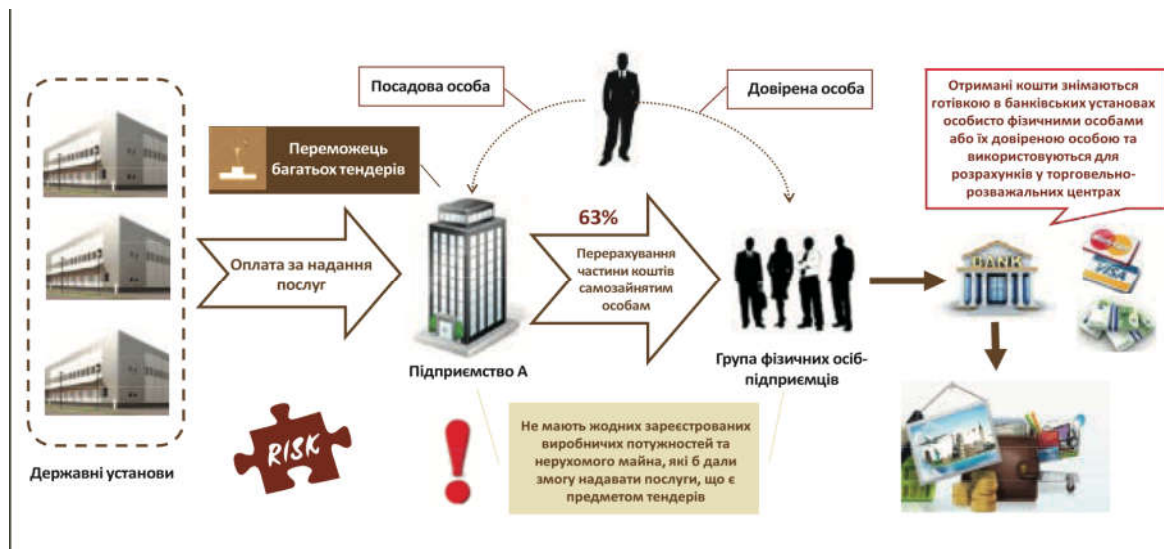 Посадова особа
Довірена особа
Отримані кошти знімаються
готівкою в банківських установах
особисто фізичними особами
або їх довіреною особою та
використовуються для
розрахунків у торговельно-
розважальних центрах
Переможець
багатьох тендерів
63%
Оплата за надання
послуг
Перерахування
частини коштів
самозайнятим
особам
BANK
MasterCard
VISA
Підприємство А
Група фізичних осіб-
підприємців
Державні установи
RISK
Не мають жодних зареєстрованих
виробничих потужностей та
нерухомого майна, які б дали
змогу надавати послуги, що є
предметом тендерів